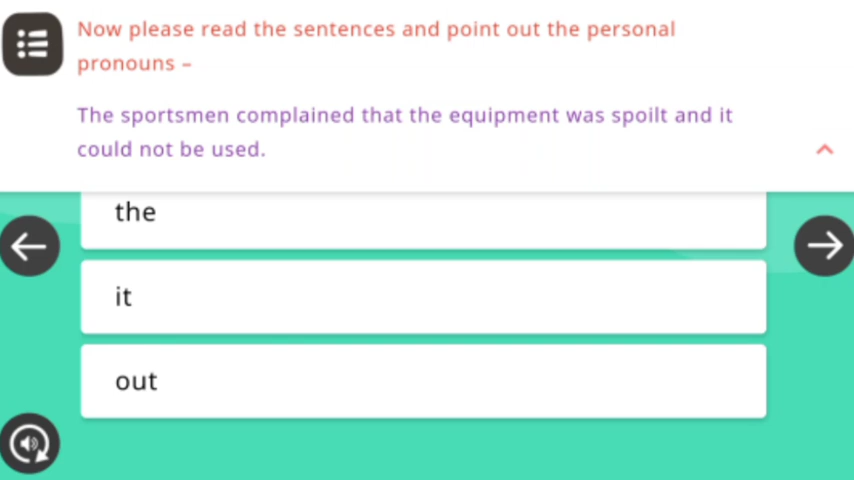 Now please read the sentences and point out the personal
pronouns –
The sportsmen complained that the equipment was spoilt and it
could not be used.
the
it
out